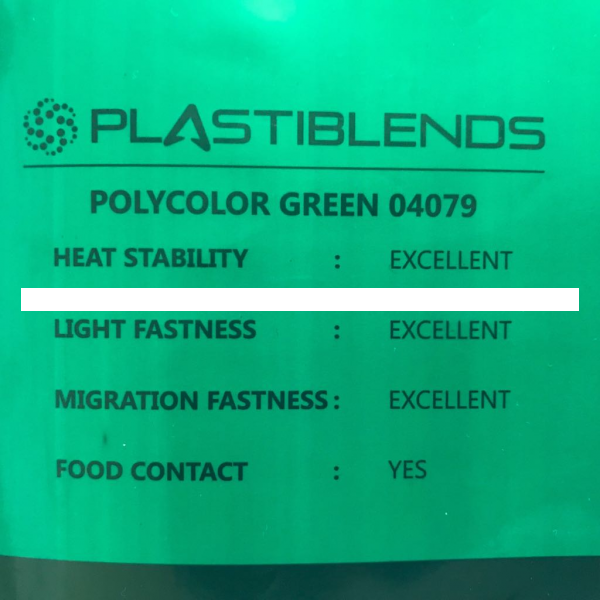 PLASTIBLENDS
POLYCOLOR GREEN 04079
HEAT STABILITY : EXCELLENT
LIGHT FASTNESS : EXCELLENT
MIGRATION FASTNESS : EXCELLENT
FOOD CONTACT : YES